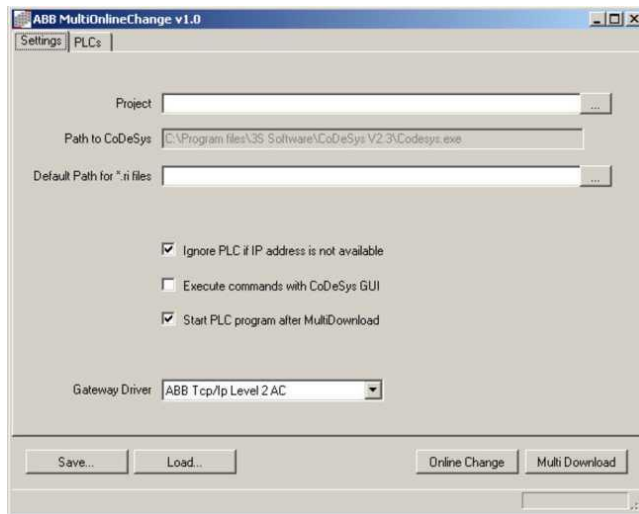 ABB MultiOnlineChange v1.0
Settings PLCs
Project ...
Path to CoDeSys C:\Program files\3S Software\CoDeSys V2.3\Codesys.exe
Default Path for *.ri files ...
Ignore PLC if IP address is not available
Execute commands with CoDeSys GUI
Start PLC program after MultiDownload
Gateway Driver ABB Tcp/Ip Level 2 AC
Save... Load... Online Change Multi Download